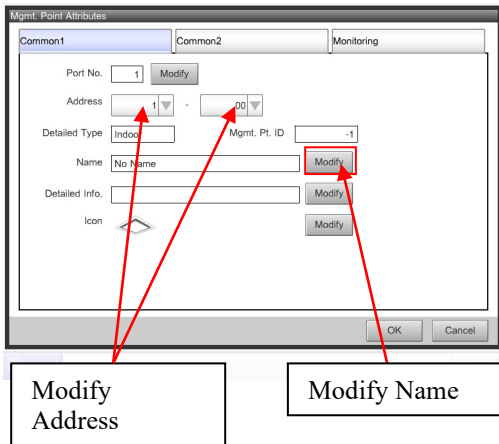 Mgmt. Point Attributes
Common1 Common2 Monitoring
Port No. 1 Modify
Address 1 - 00
Detailed Type Indoor Mgmt. Pt. ID -1
Name No Name Modify
Detailed Info. Modify
Icon Modify
OK Cancel
Modify Address
Modify Name